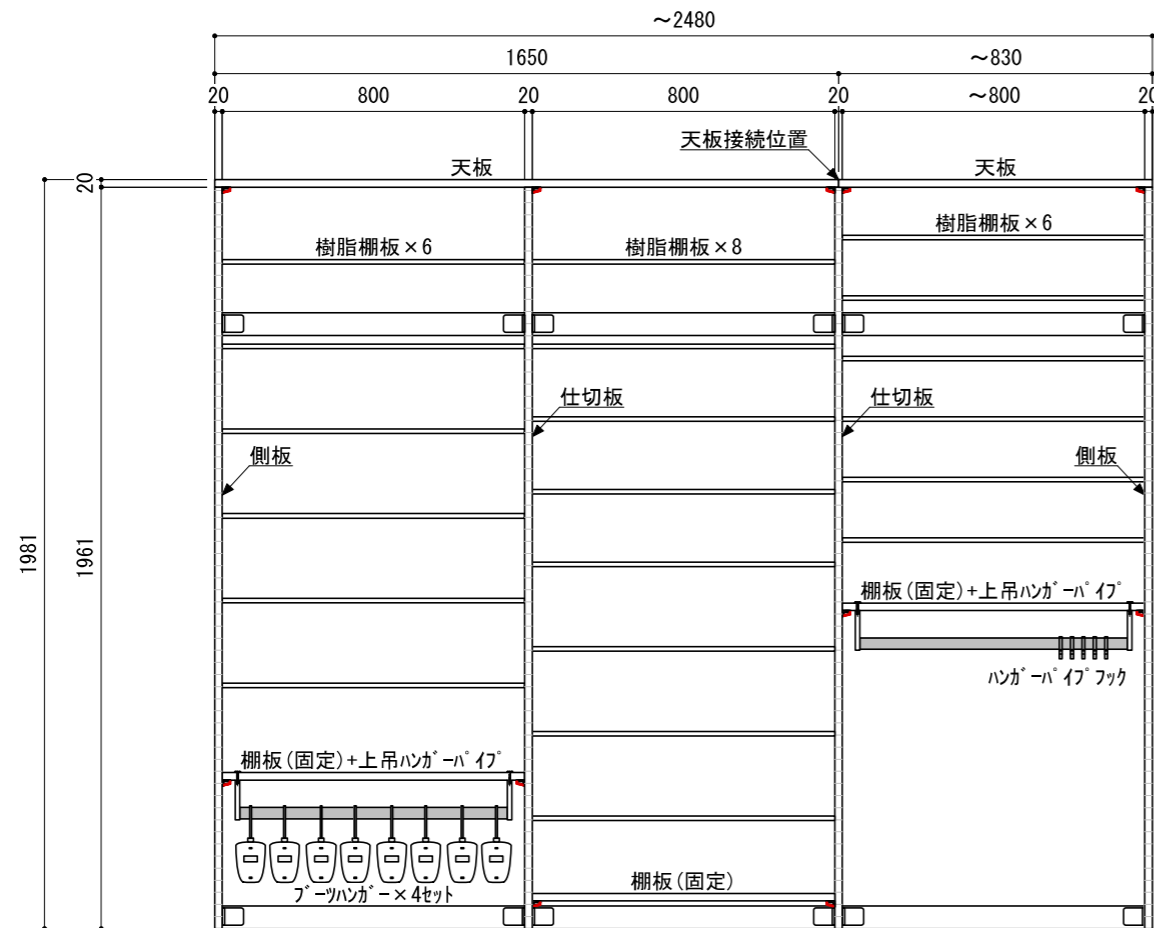 ～2480
1650
～830
20
800
20
800
20
～800
20
天板接続位置
天板
天板
20
樹脂棚板×6
樹脂棚板×8
樹脂棚板×6
仕切板
仕切板
側板
側板
1981
1961
棚板(固定)+上吊ﾊﾝｶﾞｰﾊﾟｲﾌﾟ
ﾊﾝｶﾞｰﾊﾟｲﾌﾟフック
棚板(固定)+上吊ﾊﾝｶﾞｰﾊﾟｲﾌﾟ
ﾌﾞｰﾂﾊﾝｶﾞｰ×4ｾｯﾄ
棚板(固定)